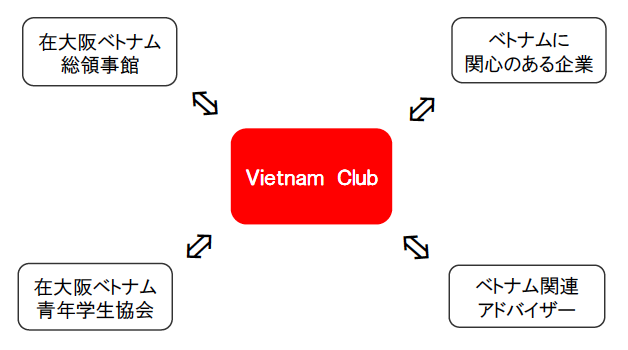 在大阪ベトナム
総領事館
ベトナムに
関心のある企業
Vietnam Club
在大阪ベトナム
青年学生協会
ベトナム関連
アドバイザー